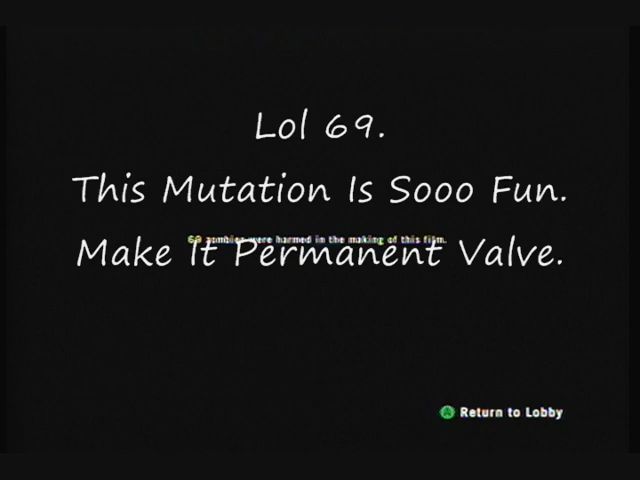 Lol 69.
This Mutation Is Sooo Fun.
69 zombies were harmed in the making of this film.
Make It Permanent Valve.
A Return to Lobby